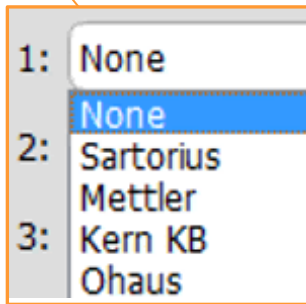 1: None
None
2: Sartorius
Mettler
3: Kern KB
Ohaus